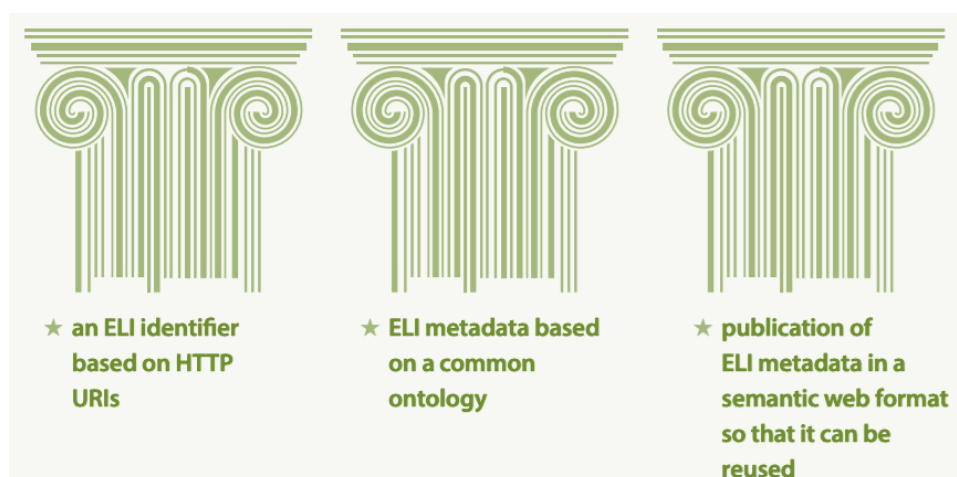 ★ an ELI identifier
based on HTTP
URIs
★ ELI metadata based
on a common
ontology
★ publication of
ELI metadata in a
semantic web format
so that it can be
reused